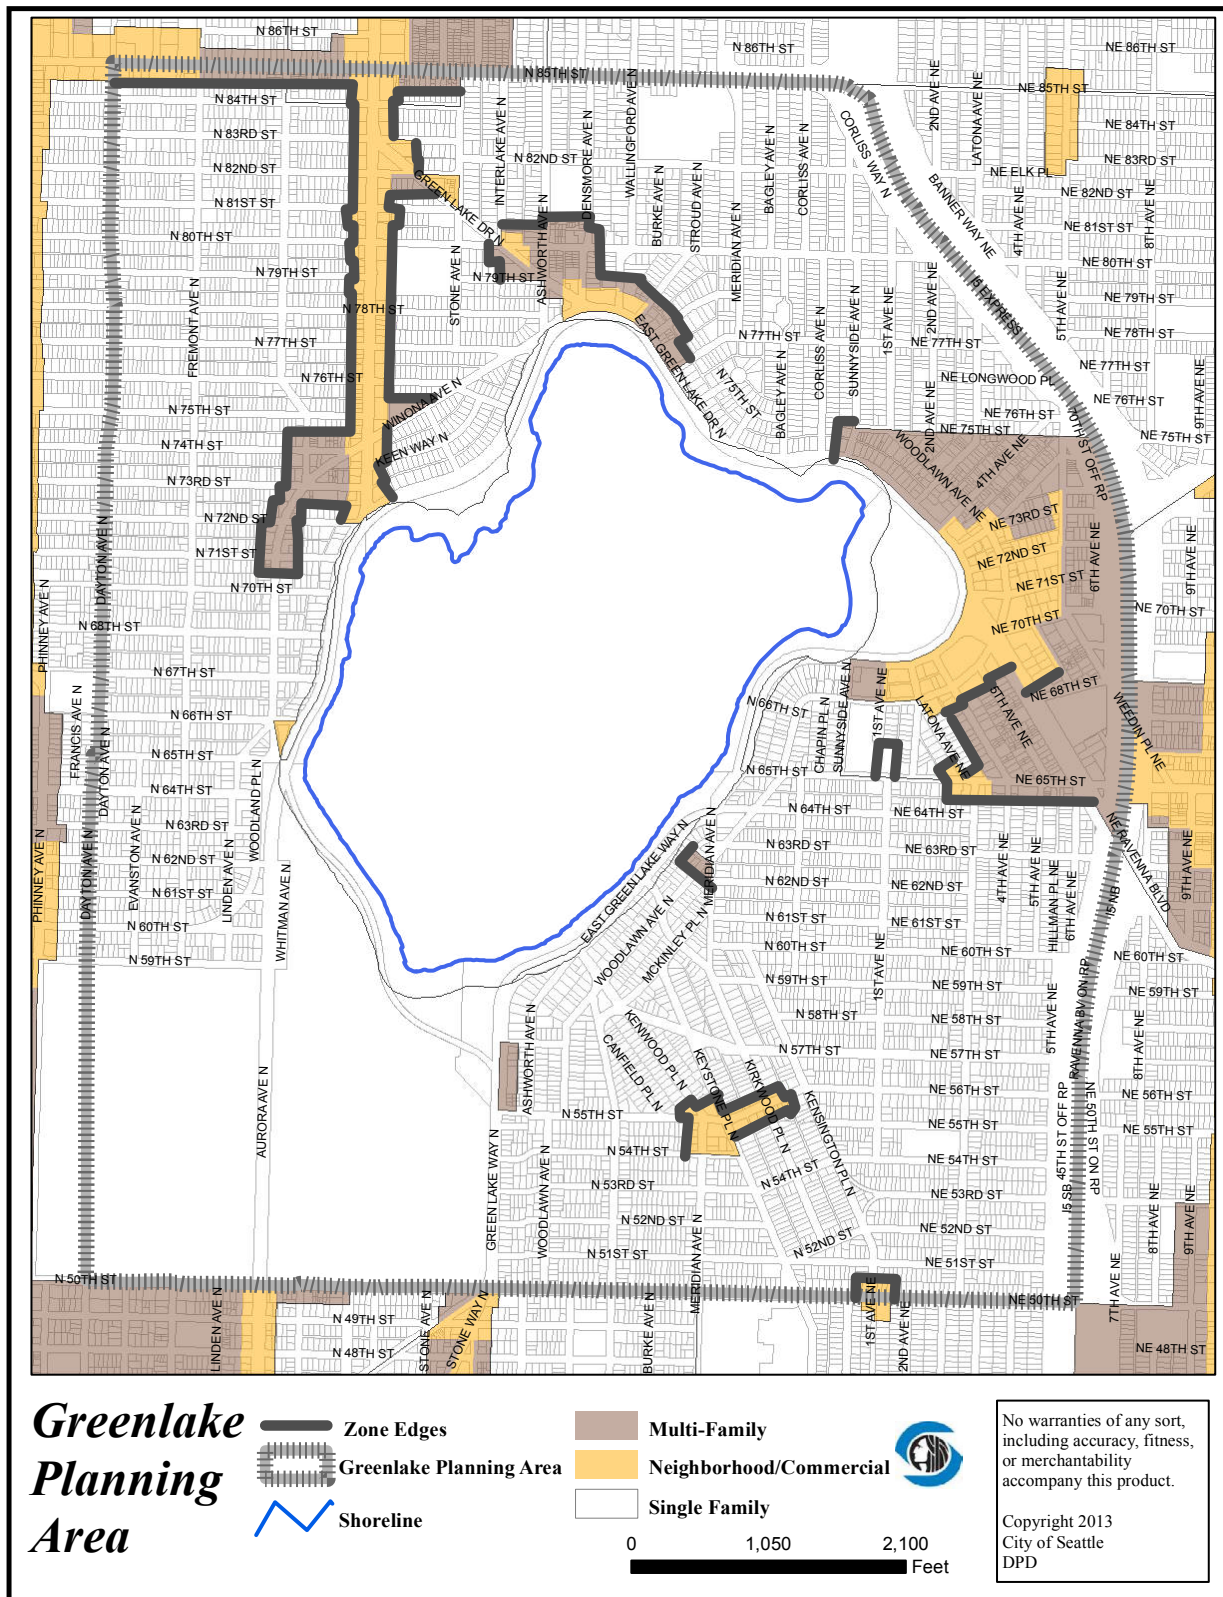 N 86TH ST
N 86TH ST
NE 86TH ST
N 85TH ST
NE 85TH ST
N 84TH ST
NE 84TH ST
N 83RD ST
NE 83RD ST
N 82ND ST
N 82ND ST
NE ELK PL
NE 82ND ST
N 81ST ST
NE 81ST ST
N 80TH ST
NE 80TH ST
N 79TH ST
N 79TH ST
NE 79TH ST
N 78TH ST
NE 78TH ST
N 77TH ST
N 77TH ST
NE 77TH ST
NE 77TH ST
N 76TH ST
NE LONGWOOD PL
NE 76TH ST
NE 76TH ST
N 75TH ST
N 75TH ST
NE 75TH ST
NE 75TH ST
N 74TH ST
N 73RD ST
NE 73RD ST
N 72ND ST
NE 72ND ST
N 71ST ST
NE 71ST ST
N 70TH ST
NE 70TH ST
NE 70TH ST
N 68TH ST
NE 68TH ST
N 67TH ST
N 66TH ST
N 66TH ST
N 65TH ST
N 65TH ST
NE 65TH ST
N 64TH ST
N 64TH ST
NE 64TH ST
N 63RD ST
N 63RD ST
NE 63RD ST
N 62ND ST
N 62ND ST
NE 62ND ST
N 61ST ST
N 61ST ST
NE 61ST ST
N 60TH ST
N 60TH ST
NE 60TH ST
NE 60TH ST
N 59TH ST
N 59TH ST
NE 59TH ST
NE 59TH ST
N 58TH ST
NE 58TH ST
N 57TH ST
NE 57TH ST
NE 56TH ST
NE 56TH ST
N 55TH ST
NE 55TH ST
NE 55TH ST
N 54TH ST
N 54TH ST
NE 54TH ST
N 53RD ST
NE 53RD ST
N 52ND ST
N 52ND ST
NE 52ND ST
N 51ST ST
NE 51ST ST
N 50TH ST
NE 50TH ST
N 49TH ST
N 48TH ST
NE 48TH ST
GREEN LAKE DR N
INTERLAKE AVE N
ASHWORTH AVE N
DENSMORE AVE N
WALLINGFORD AVE N
BURKE AVE N
STROUD AVE N
MERIDIAN AVE N
BAGLEY AVE N
CORLISS AVE N
CORLISS WAY N
BANNER WAY NE
2ND AVE NE
LATONA AVE NE
4TH AVE NE
8TH AVE NE
I5 EXPRESS
5TH AVE NE
9TH AVE NE
STONE AVE N
FREMONT AVE N
WINONA AVE N
KEEN WAY N
EAST GREEN LAKE DR N
BAGLEY AVE N
CORLISS AVE N
SUNNYSIDE AVE N
1ST AVE NE
2ND AVE NE
2ND AVE NE
WOODLAWN AVE NE
4TH AVE NE
70TH ST OFF RP
6TH AVE NE
9TH AVE NE
PHINNEY AVE N
DAYTON AVE N
FRANCIS AVE N
DAYTON AVE N
PHINNEY AVE N
DAYTON AVE N
EVANSTON AVE N
LINDEN AVE N
WOODLAND PL N
WHITMAN AVE N
AURORA AVE N
CHAPIN PL N
SUNNYSIDE AVE N
1ST AVE NE
LATONA AVE NE
5TH AVE NE
WEEDIN PL NE
NE RAVENNA BLVD
I5 NB
9TH AVE NE
EAST GREEN LAKE WAY N
MERIDIAN AVE N
WOODLAWN AVE N
MCKINLEY PL N
4TH AVE NE
5TH AVE NE
HILLMAN PL NE
6TH AVE NE
1ST AVE NE
5TH AVE NE
RAVENNA BV ON RP
8TH AVE NE
ASHWORTH AVE N
KENWOOD PL N
CANFIELD PL N
KEYSTONE PL N
KIRKWOOD PL N
KENSINGTON PL N
GREEN LAKE WAY N
WOODLAWN AVE N
MERIDIAN AVE N
I5 SB
45TH ST OFF RP
NE 50TH ST ON RP
8TH AVE NE
9TH AVE NE
7TH AVE NE
LINDEN AVE N
STONE AVE N
STONE WAY N
BURKE AVE N
1ST AVE NE
2ND AVE NE
Greenlake
Planning
Area
Zone Edges
Greenlake Planning Area
Shoreline
Multi-Family
Neighborhood/Commercial
Single Family
0 1,050 2,100
Feet
No warranties of any sort,
including accuracy, fitness,
or merchantability
accompany this product.
Copyright 2013
City of Seattle
DPD